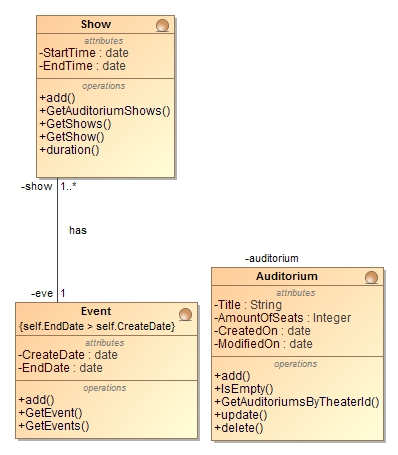 Show
attributes
-StartTime : date
-EndTime : date
operations
+add()
+GetAuditoriumShows()
+GetShows()
+GetShow()
+duration()
-show
1..*
has
-eve
1
Event
{self.EndDate > self.CreateDate}
attributes
-CreateDate : date
-EndDate : date
operations
+add()
+GetEvent()
+GetEvents()
-auditorium
Auditorium
attributes
-Title : String
-AmountOfSeats : Integer
-CreatedOn : date
-ModifiedOn : date
operations
+add()
+IsEmpty()
+GetAuditoriumsByTheaterId()
+update()
+delete()